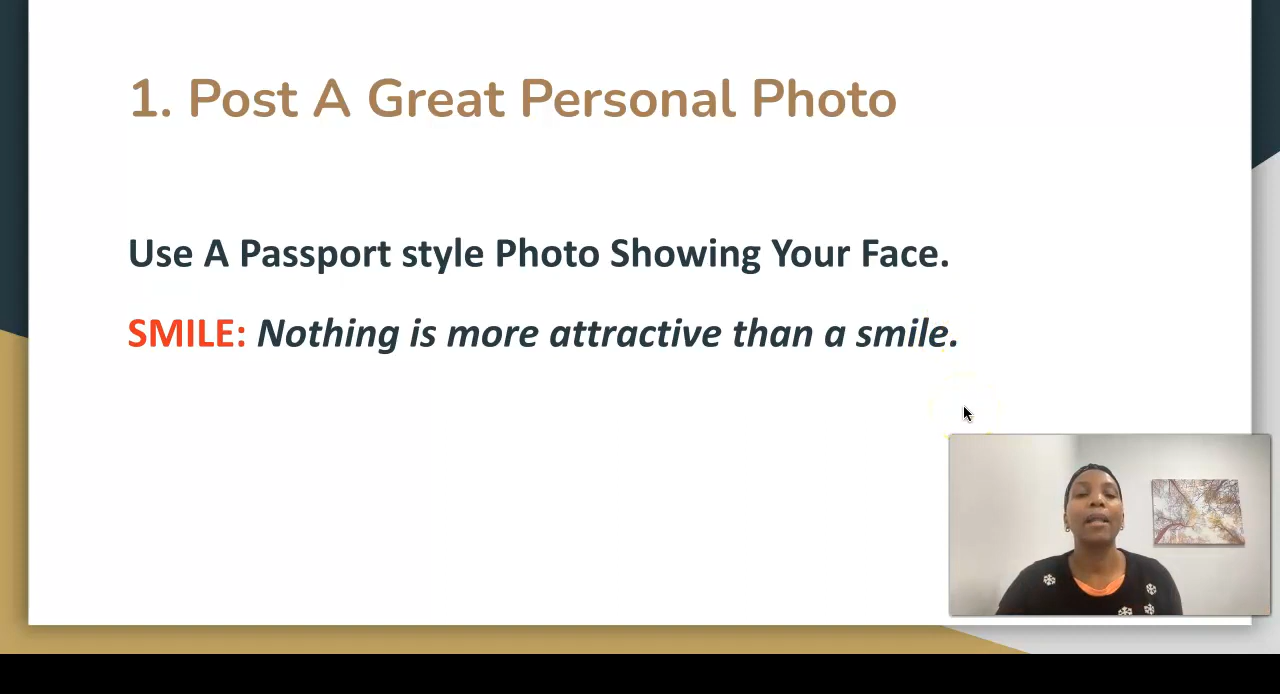 1. Post A Great Personal Photo
Use A Passport style Photo Showing Your Face.
SMILE: Nothing is more attractive than a smile.